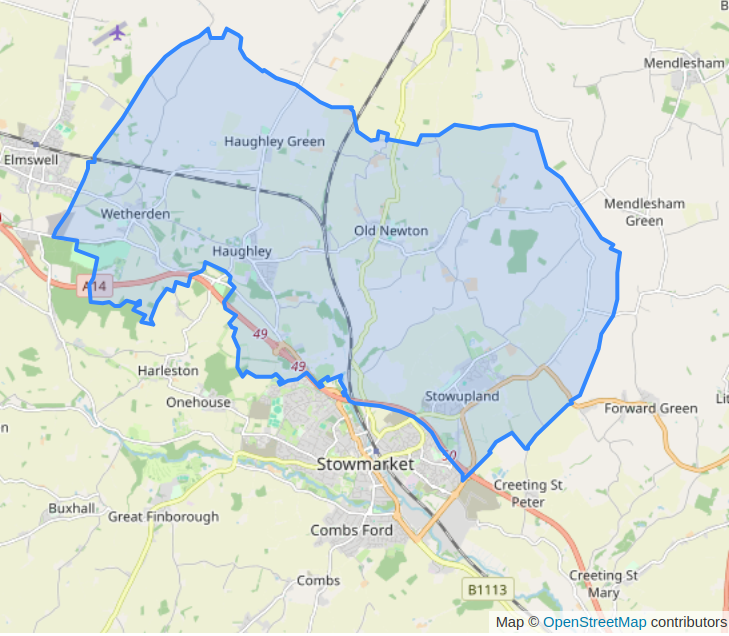 B
Mendlesham
Haughley Green
Elmswell
Mendlesham
Green
Wetherden
Old Newton
Haughley
A14
49
49
Harleston
Stowupland
Onehouse
Forward Green
Lit
n
50
Stowmarket
Creeting St
Peter
Buxhall
Great Finborough
Combs Ford
Combs
Creeting St
Mary
B1113
Map © OpenStreetMap contributors